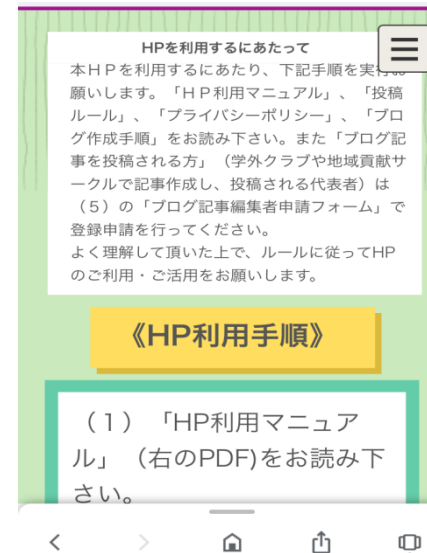 HPを利用するにあたって
本ＨＰを利用するにあたり、下記手順を実行お
願いします。「ＨＰ利用マニュアル」、「投稿
ルール」、「プライバシーポリシー」、「ブロ
グ作成手順」をお読み下さい。また「ブログ記
事を投稿される方」（学外クラブや地域貢献サ
ークルで記事作成し、投稿される代表者）は
（５）の「ブログ記事編集者申請フォーム」で
登録申請を行ってください。
よく理解して頂いた上で、ルールに従ってHP
のご利用・ご活用をお願いします。
《HP利用手順》
（１）「HP利用マニュア
ル」（右のPDF)をお読み下
さい。